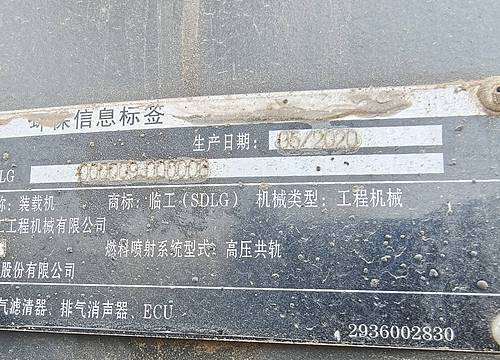 环保信息标签
生产日期: 05/2020
LG
称: 装载机 商标: 临工(SDLG) 机械类型: 工程机械
工工程机械有限公司
燃料喷射系统型式: 高压共轨
股份有限公司
气滤清器、排气消声器、ECU
2936002830